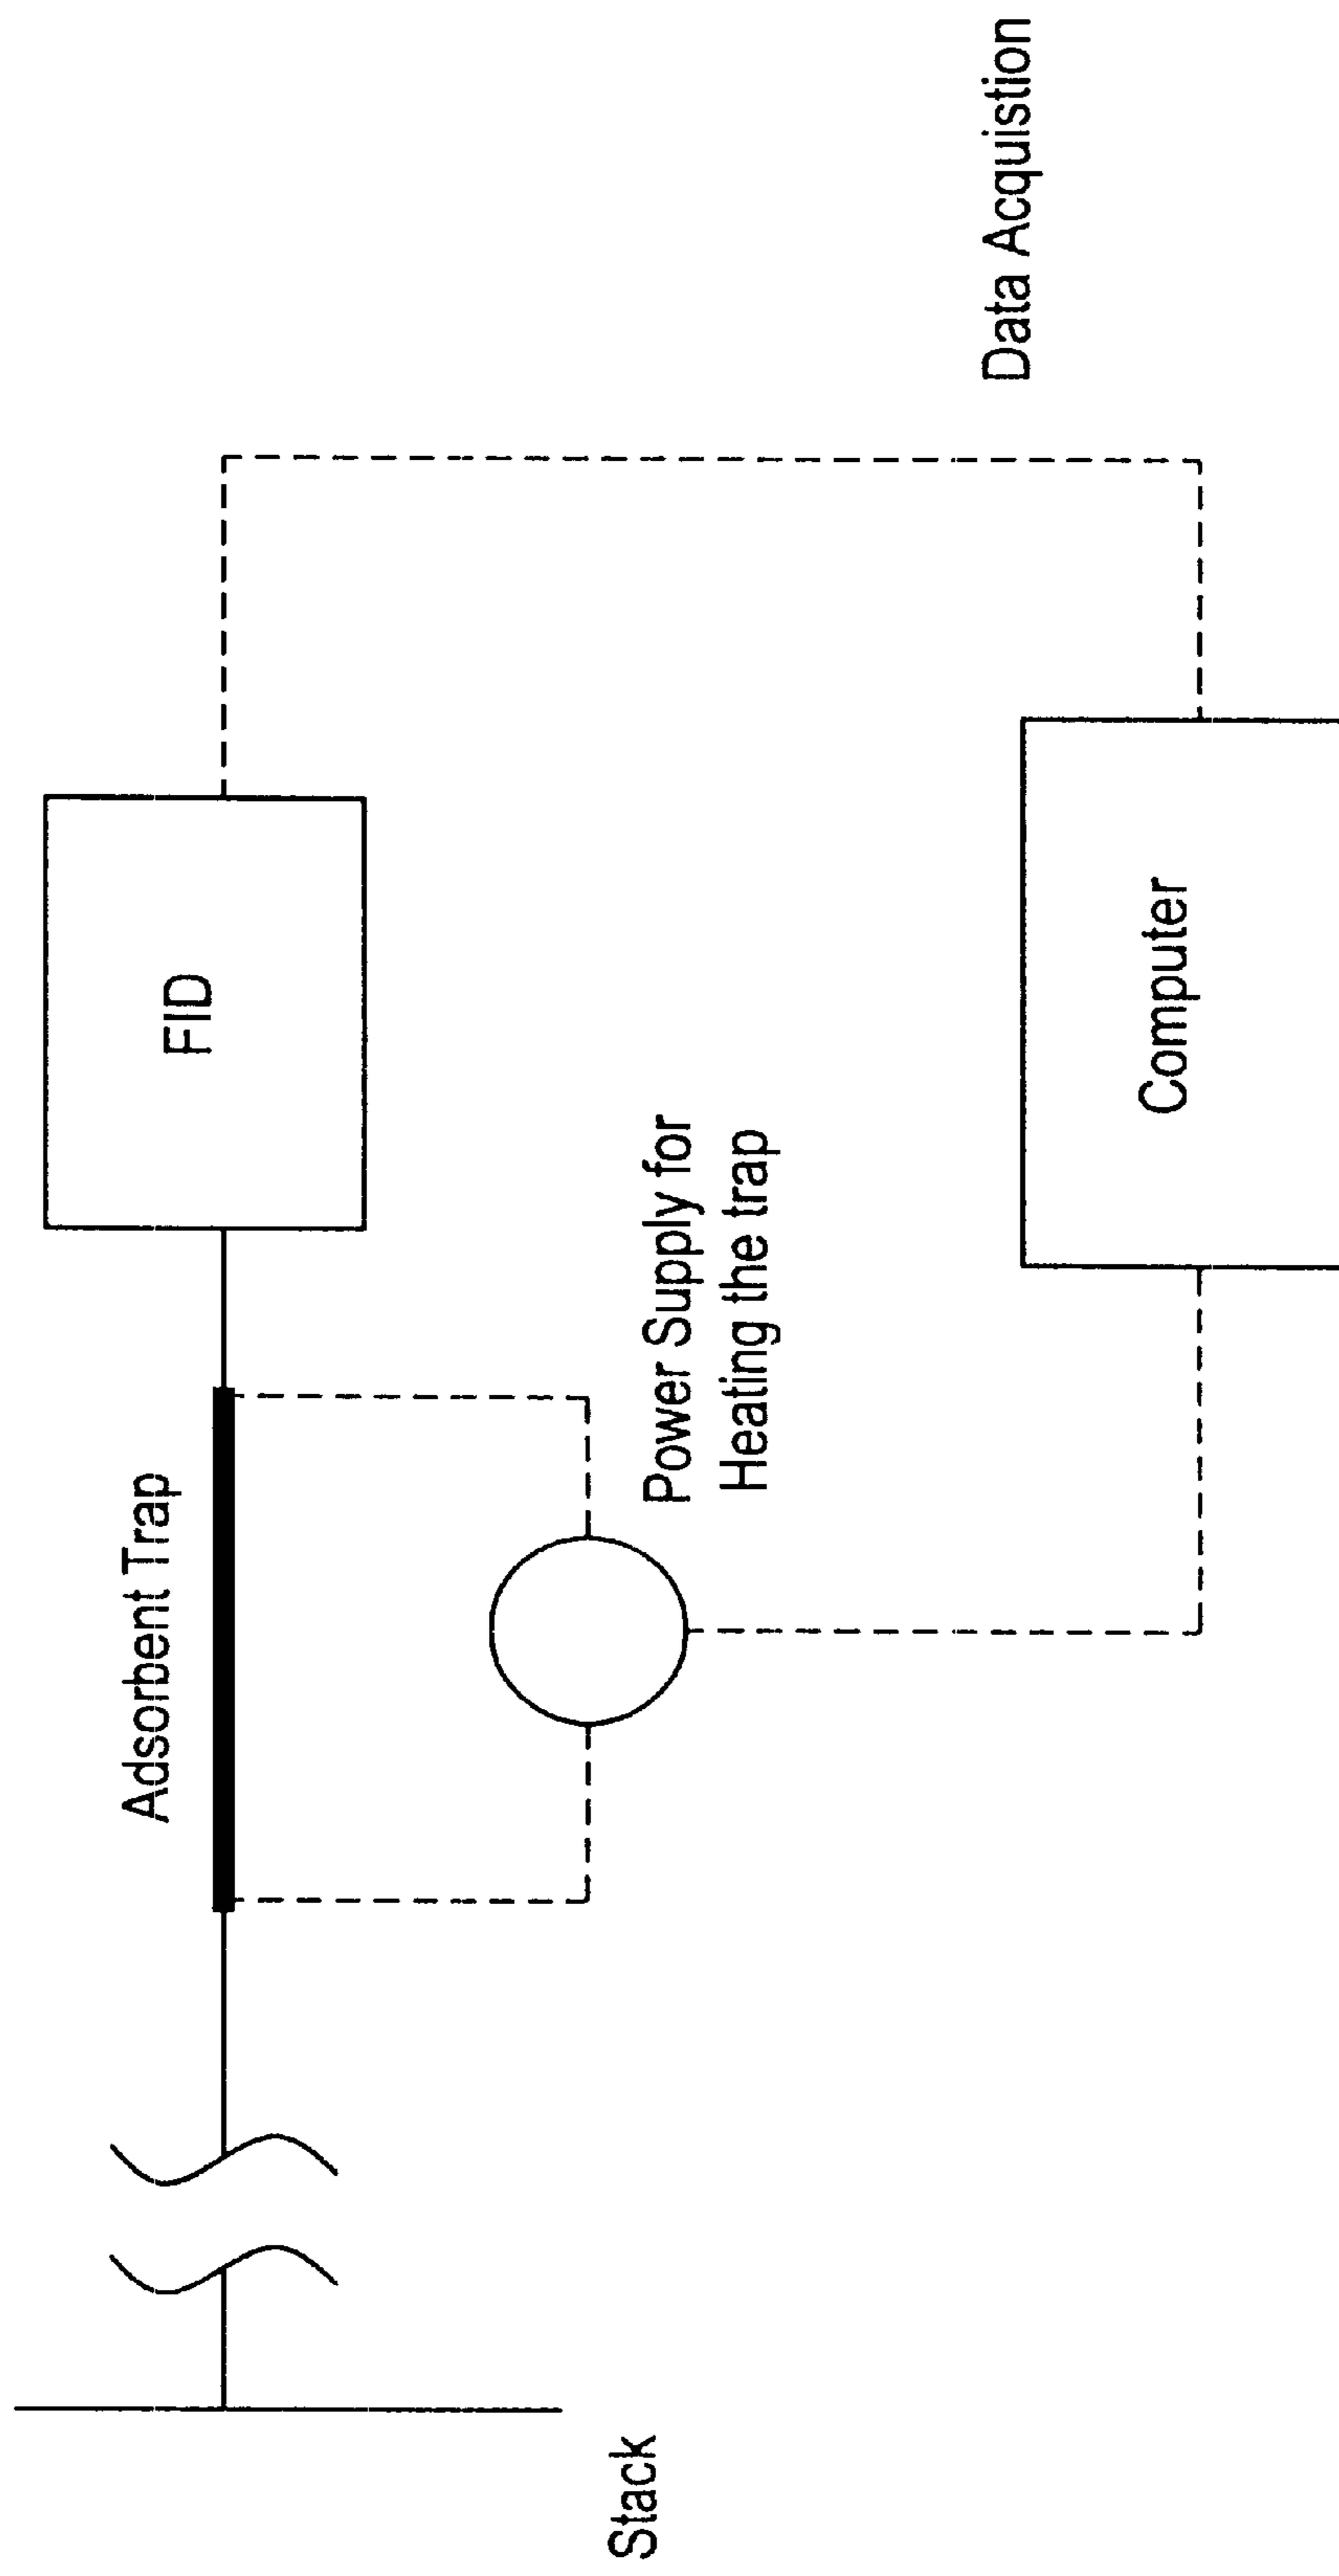 Adsorbent Trap
FID
Power Supply for
Heating the trap
Stack
Computer
Data Acquistion